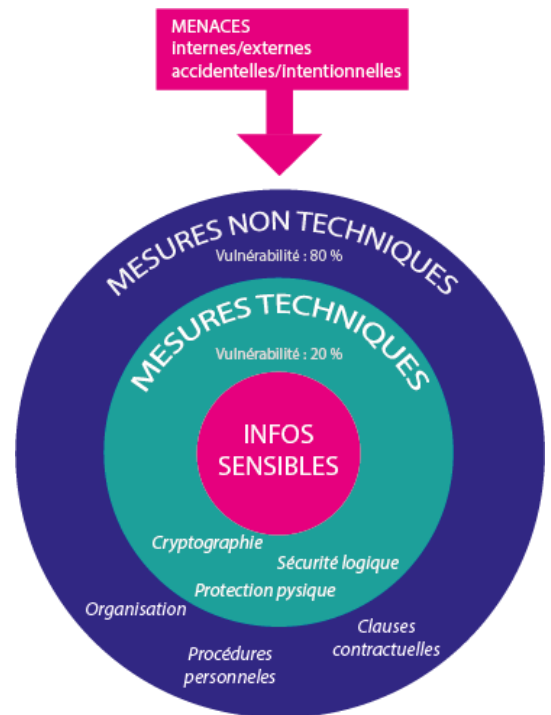 MENACES
internes/externes
accidentelles/intentionnelles
MESURES NON TECHNIQUES
Vulnérabilité : 80 %
MESURES TECHNIQUES
Vulnérabilité : 20 %
INFOS
SENSIBLES
Cryptographie
Sécurité logique
Protection pysique
Organisation
Clauses
contractuelles
Procédures
personneles